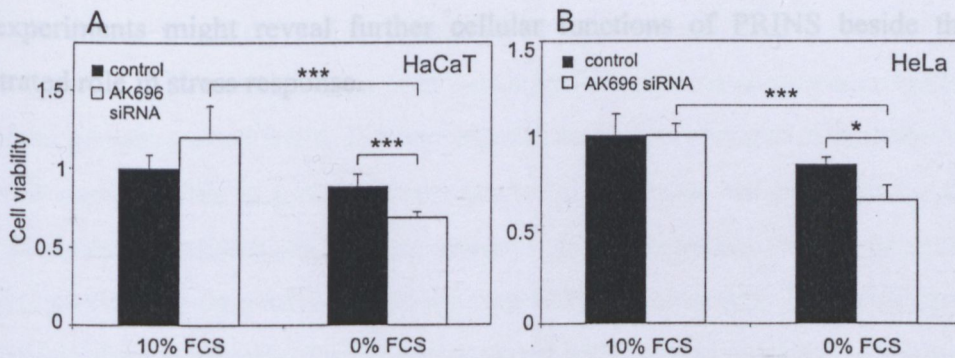 experiments might reveal further cellular functions of PRINS beside
A
B
control
AK696
siRNA
***
HaCaT
***
1.5
1
0.5
0
Cell viability
10% FCS
0% FCS
1.5
1.0
0.5
0
control
AK696 siRNA
HeLa
***
*
10% FCS
0% FCS
in stress response.